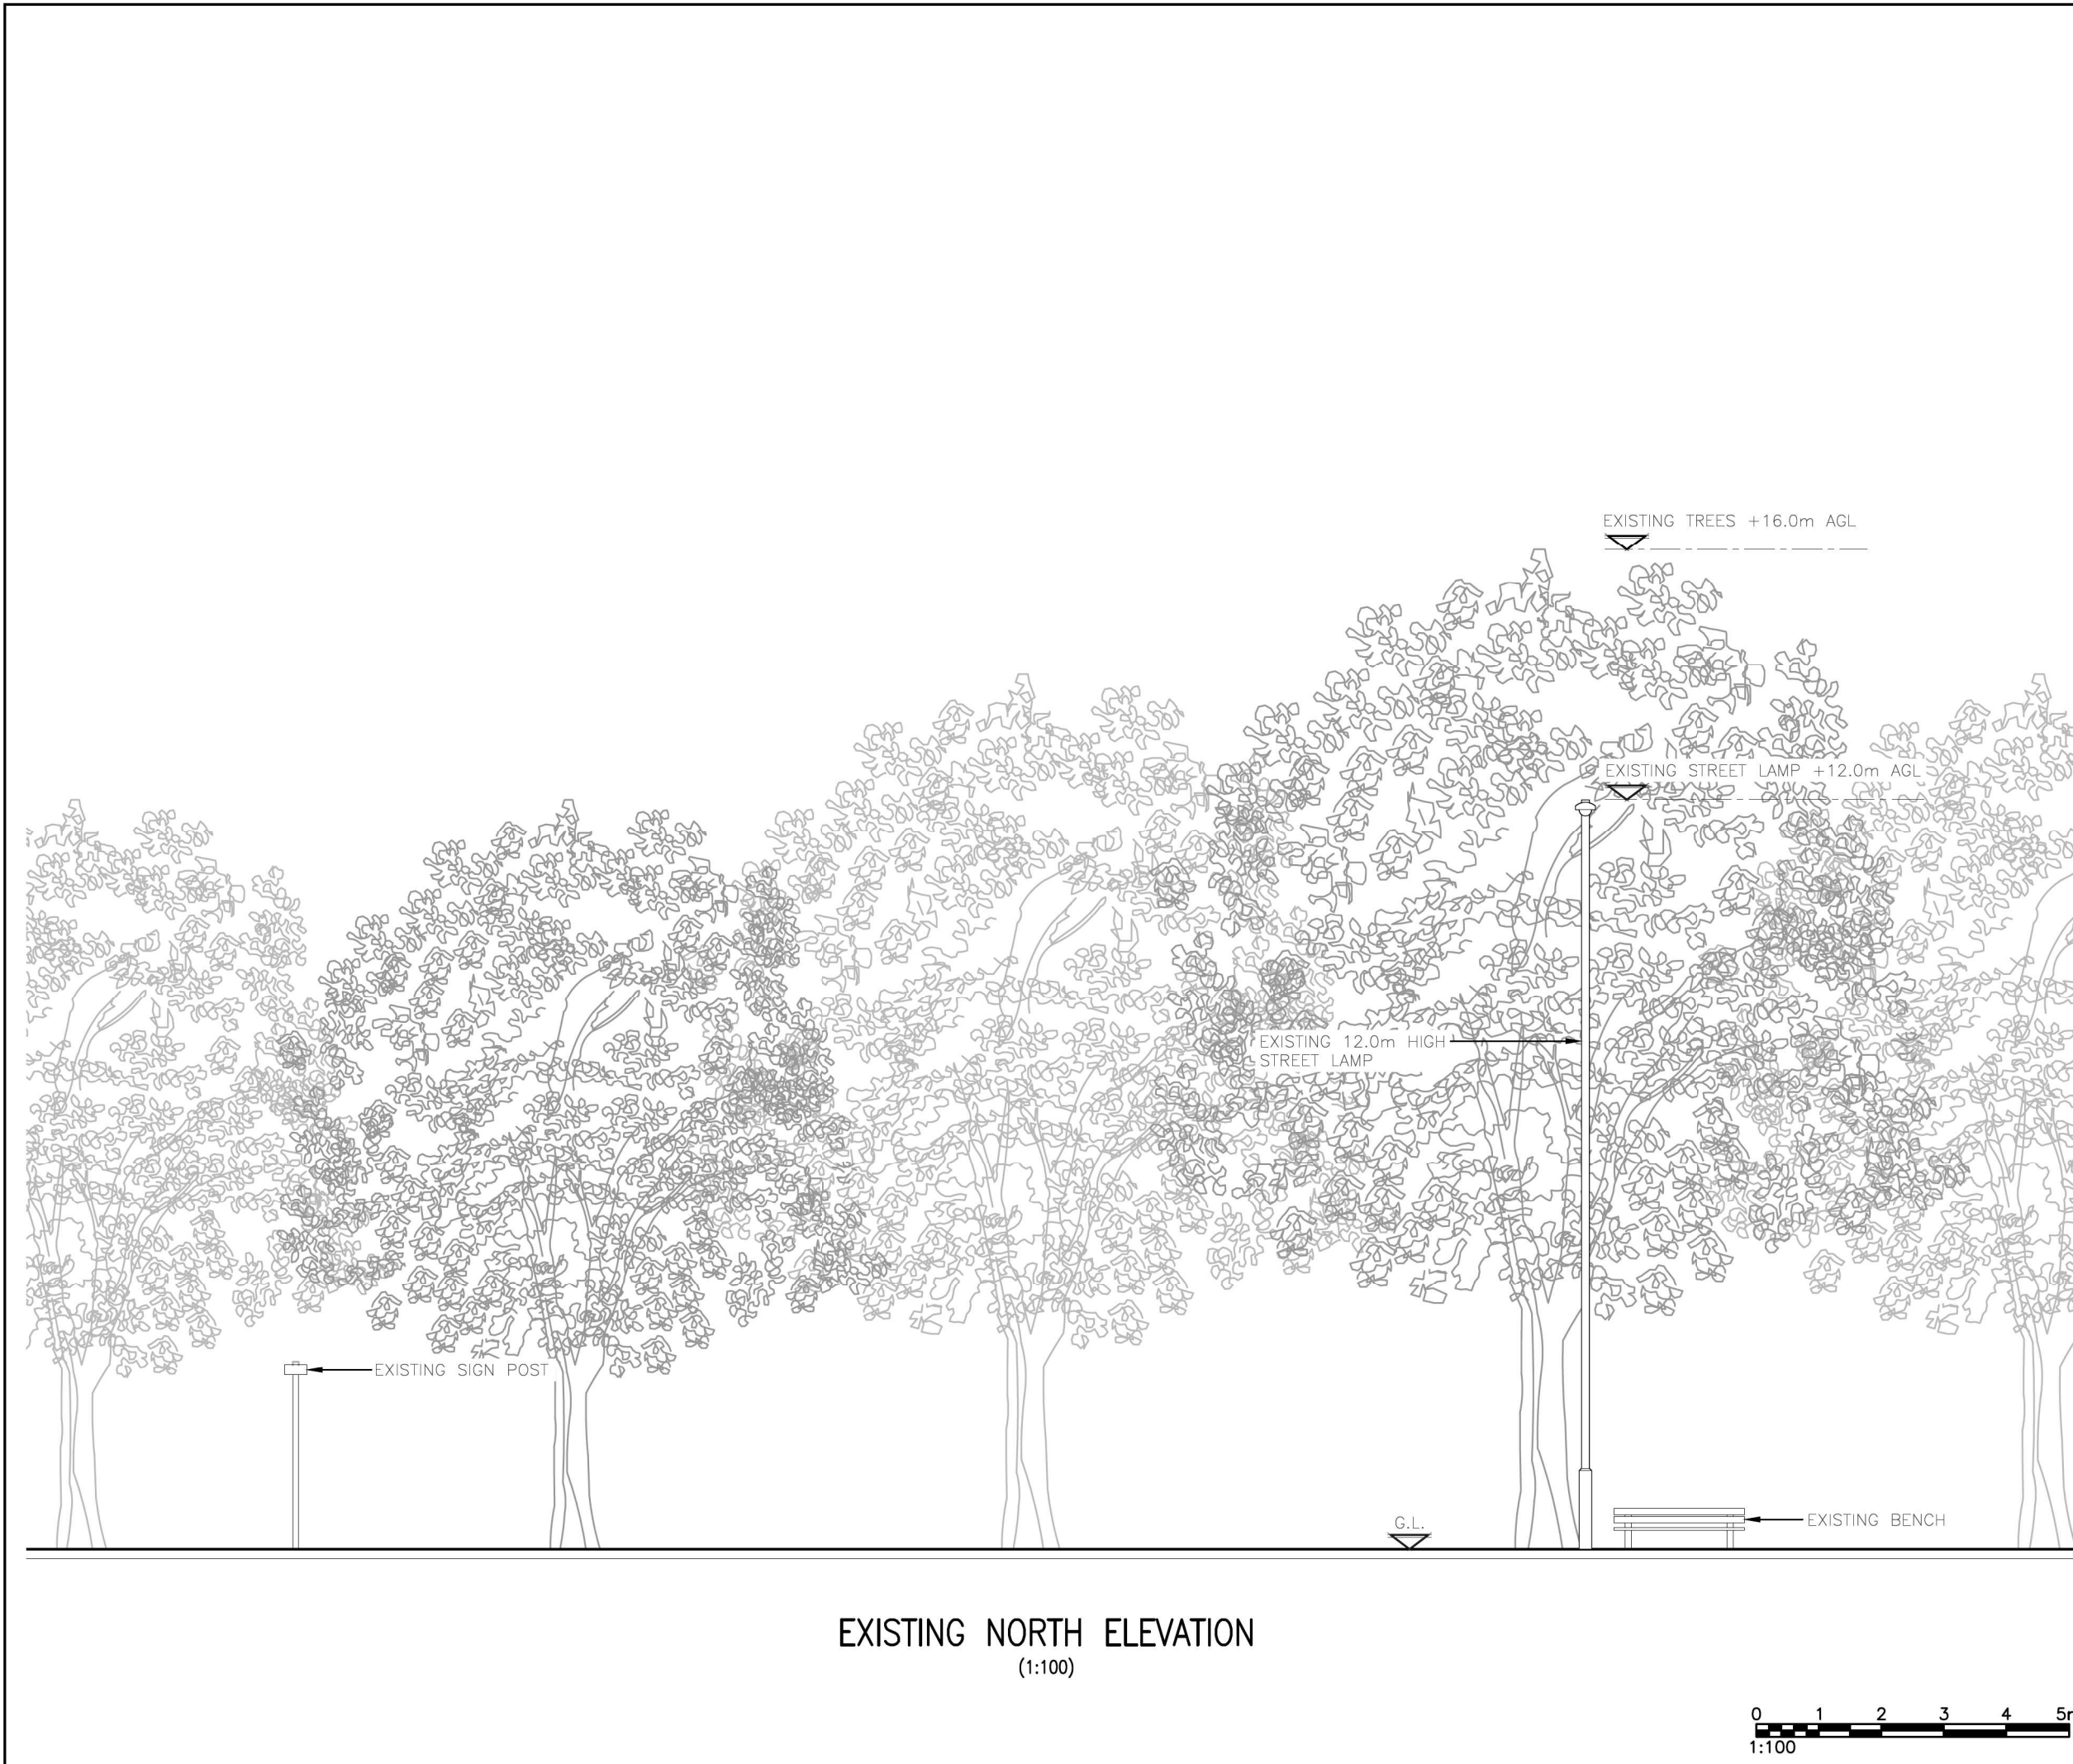 EXISTING TREES +16.0m AGL
EXISTING STREET LAMP +12.0m AGL
EXISTING 12.0m HIGH
STREET LAMP
EXISTING SIGN POST
G.L.
EXISTING BENCH
EXISTING NORTH ELEVATION
(1:100)
0 1 2 3 4 5m
1:100